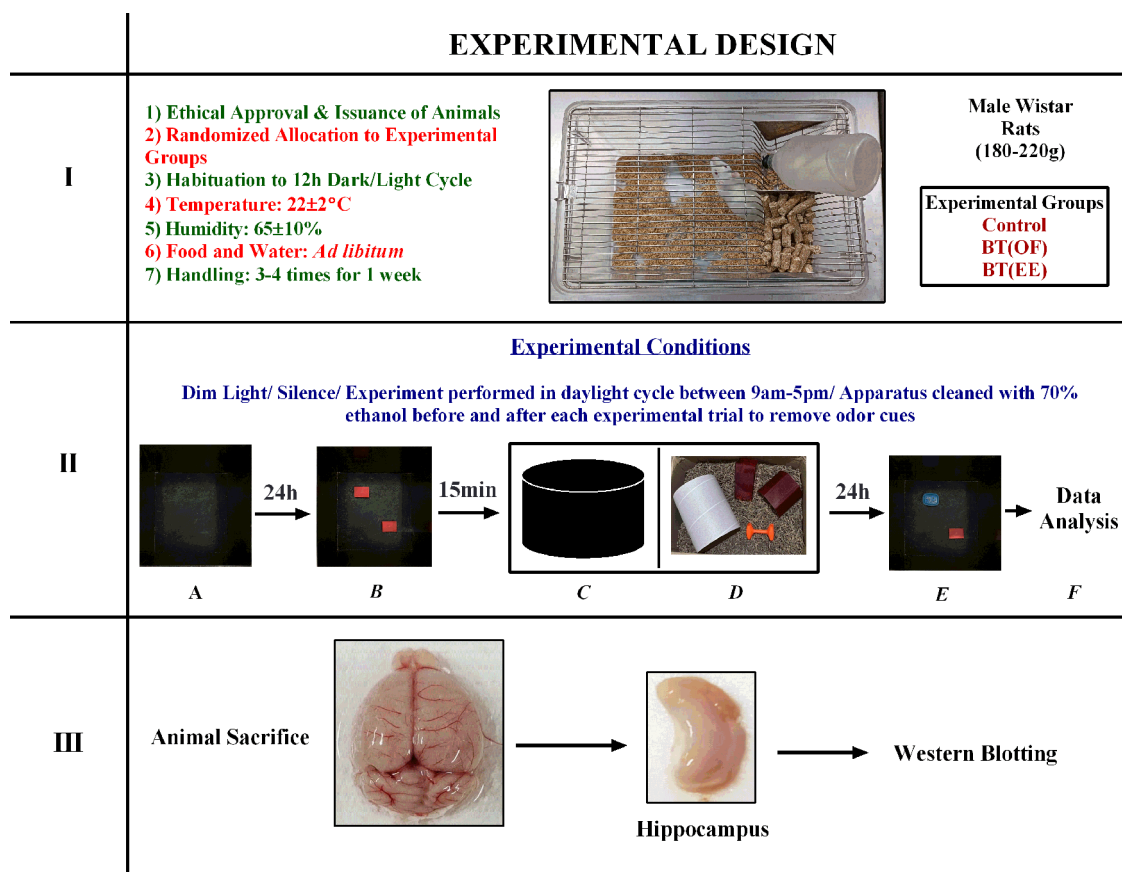 EXPERIMENTAL DESIGN
I
1) Ethical Approval & Issuance of Animals
2) Randomized Allocation to Experimental
Groups
3) Habituation to 12h Dark/Light Cycle
4) Temperature: 22±2°C
5) Humidity: 65±10%
6) Food and Water: Ad libitum
7) Handling: 3-4 times for 1 week
Male Wistar
Rats
(180-220g)
Experimental Groups
Control
BT(OF)
BT(EE)
II
Experimental Conditions
Dim Light/ Silence/ Experiment performed in daylight cycle between 9am-5pm/ Apparatus cleaned with 70%
ethanol before and after each experimental trial to remove odor cues
24h
15min
24h
Data
Analysis
A
B
C
D
E
F
III
Animal Sacrifice
Hippocampus
Western Blotting